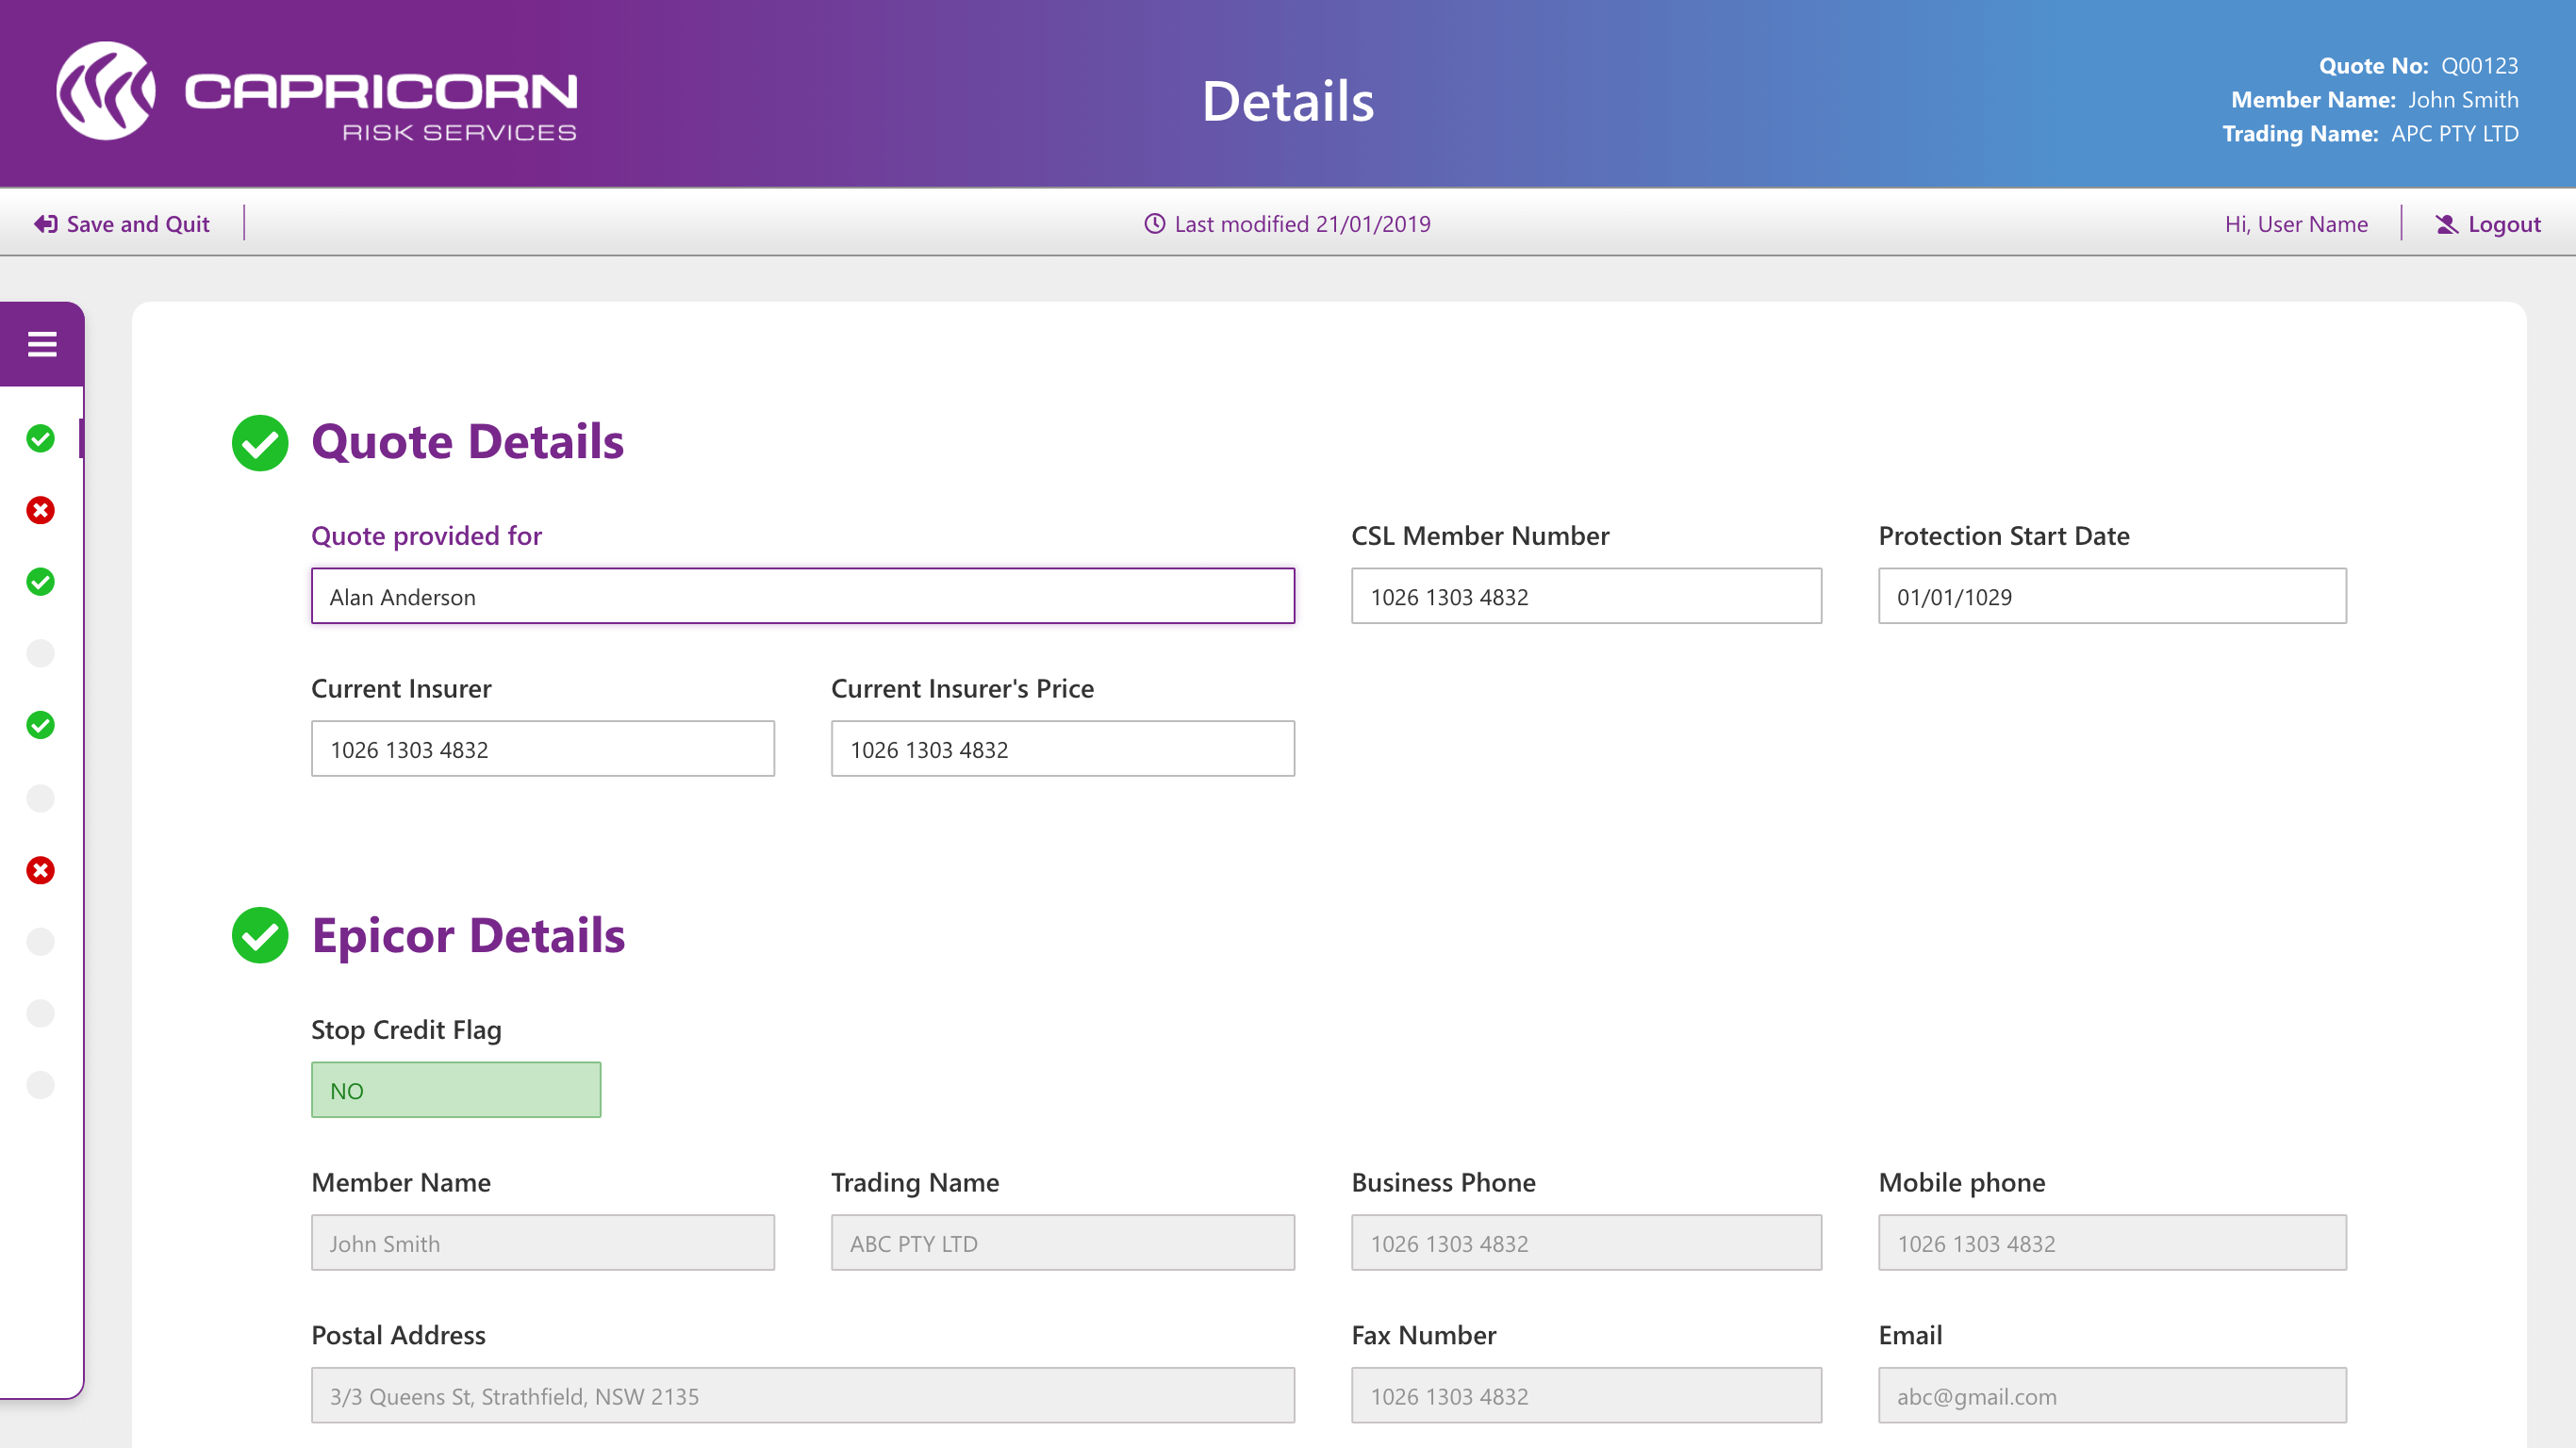 CAPRICORN
RISK SERVICES
Details
Quote No: Q00123
Member Name: John Smith
Trading Name: APC PTY LTD
Save and Quit
Last modified 21/01/2019
Hi, User Name
Logout
Quote Details
Quote provided for
CSL Member Number
Protection Start Date
Alan Anderson
1026 1303 4832
01/01/1029
Current Insurer
Current Insurer's Price
1026 1303 4832
1026 1303 4832
Epicor Details
Stop Credit Flag
NO
Member Name
Trading Name
Business Phone
Mobile phone
John Smith
ABC PTY LTD
1026 1303 4832
1026 1303 4832
Postal Address
Fax Number
Email
3/3 Queens St, Strathfield, NSW 2135
1026 1303 4832
abc@gmail.com